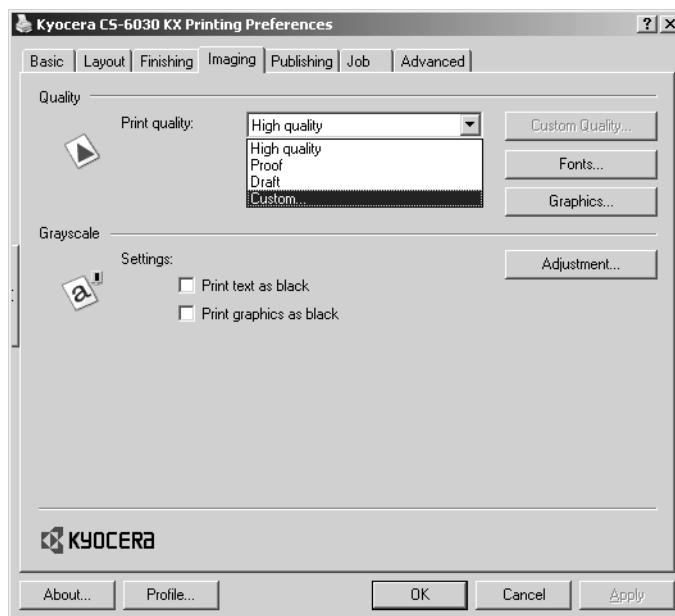 Kyocera CS-6030 KX Printing Preferences
Basic Layout Finishing Imaging Publishing Job Advanced
Quality
Print quality: High quality Custom Quality...
High quality
Proof
Draft
Custom...
Fonts...
Graphics...
Grayscale
Settings: Adjustment...
Print text as black
Print graphics as black
a
KYOCERA
About... Profile... OK Cancel Apply